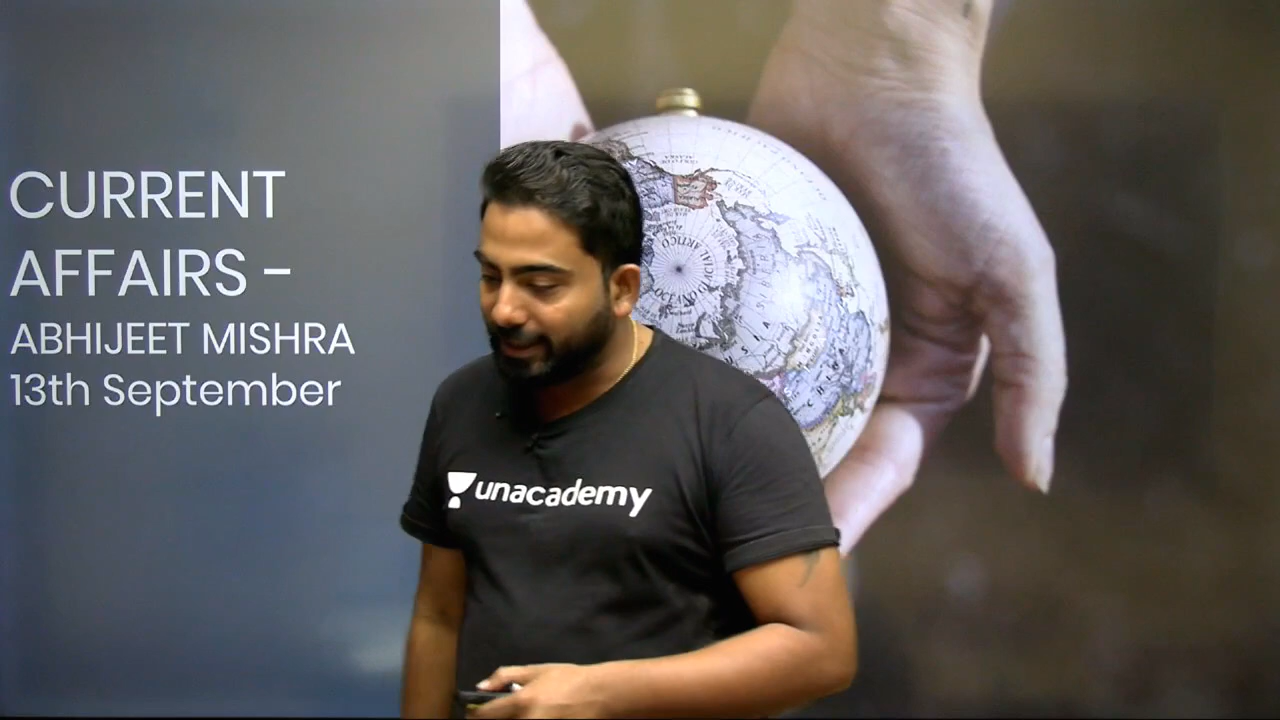 CURRENT
AFFAIRS –
ABHIJEET MISHRA
13th September
unacademy